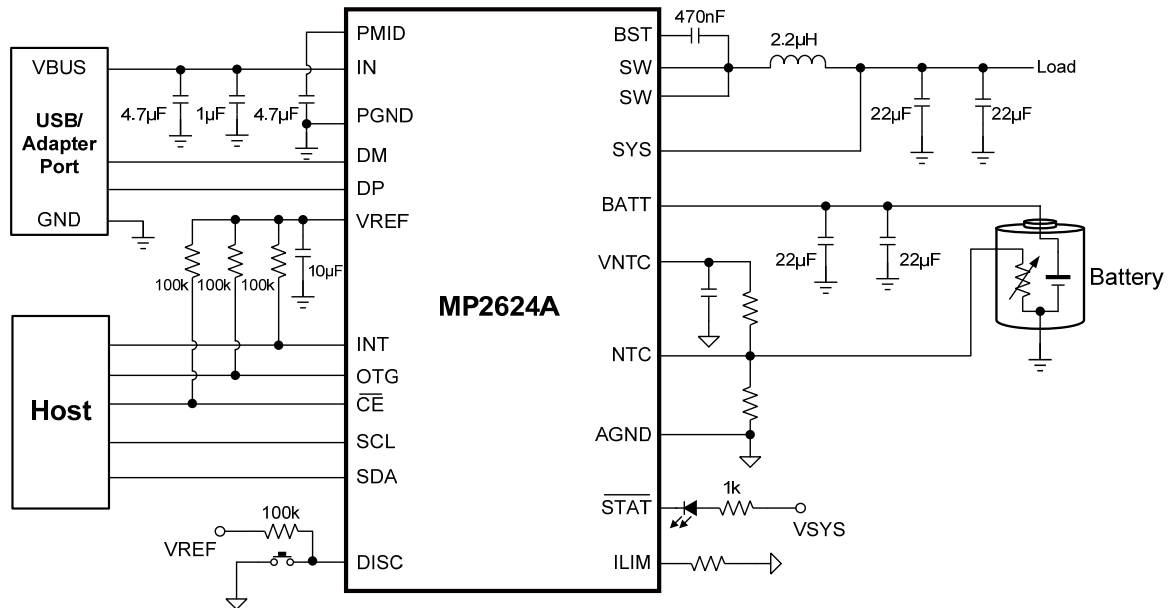 VBUS
USB/
Adapter
Port
GND
4.7µF
1µF
4.7µF
PMID
IN
PGND
DM
DP
VREF
100k
100k
100k
10µF
Host
INT
OTG
CE
SCL
SDA
VREF
100k
DISC
MP2624A
BST
SW
SW
SYS
BATT
VNTC
NTC
AGND
STAT
ILIM
470nF
2.2µH
Load
22µF
22µF
22µF
22µF
Battery
1k
VSYS